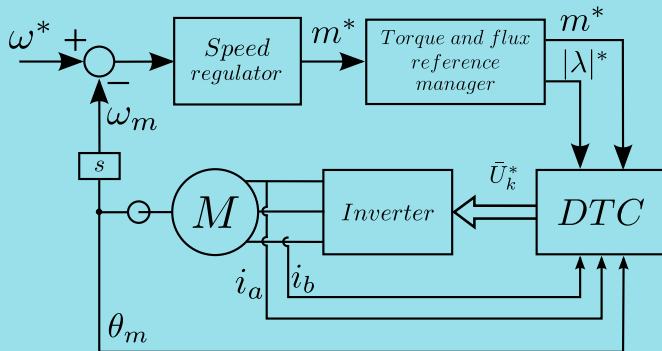 ω* +
−
Speed
regulator
m*
Torque and flux
reference
manager
m*
|λ|*
ω_m
s
M
Inverter
Ū*_k
DTC
i_a
i_b
θ_m